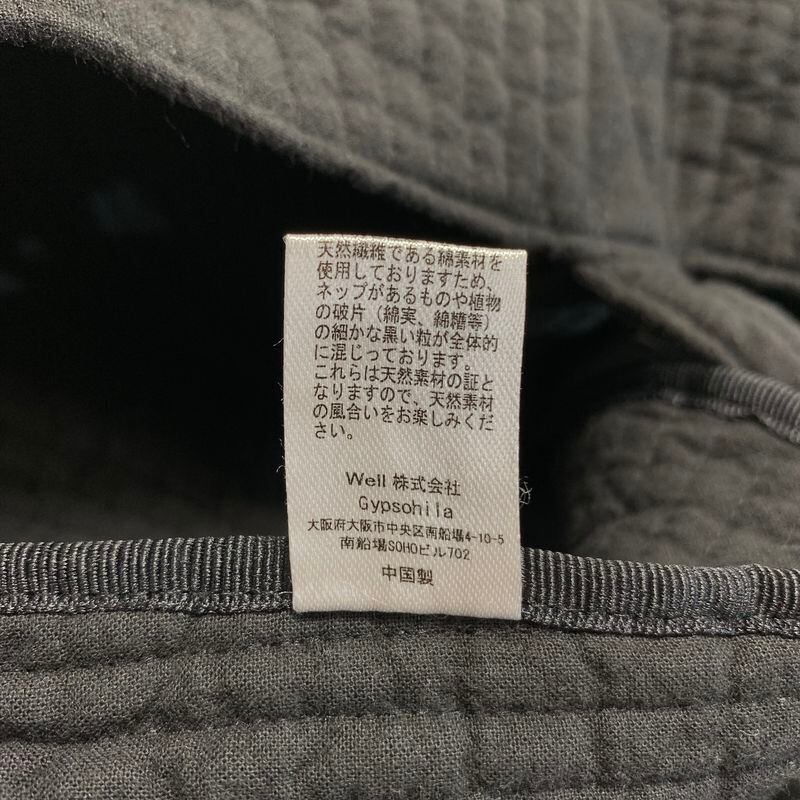 天然繊維である綿素材を
使用しておりますため、
ネップがあるものや植物
の破片（綿実、綿糟等）
の細かな黒い粒が全体的
に混じっております。
これらは天然素材の証と
なりますので、天然素材
の風合いをお楽しみくだ
さい。
Well 株式会社
Gypsohila
大阪府大阪市中央区南船場4-10-5
南船場SOHOビル702
中国製